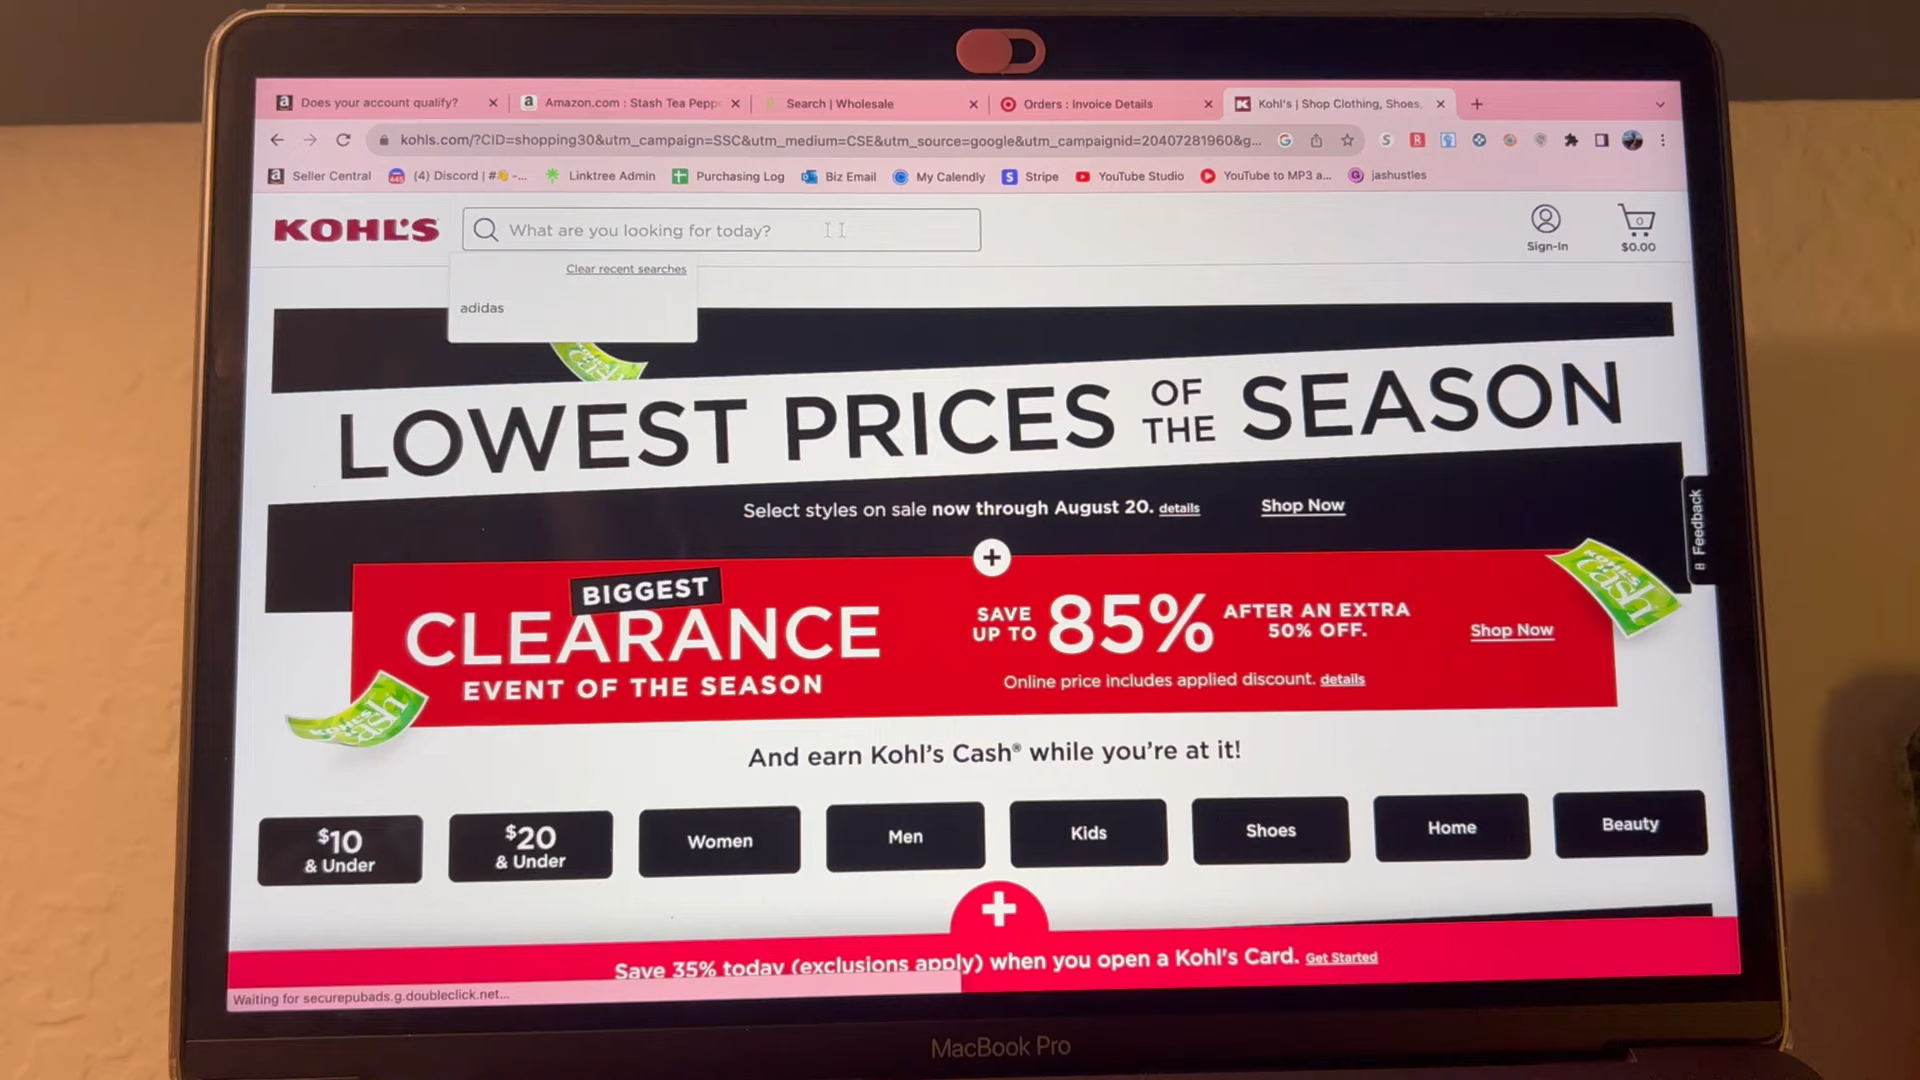 Does your account qualify?
Amazon.com : Stash Tea Pepp
Search | Wholesale
Orders : Invoice Details
Kohl's | Shop Clothing, Shoes,
kohls.com/?CID=shopping30&utm_campaign=SSC&utm_medium=CSE&utm_source=google&utm_campaignid=20407281960&g...
Seller Central
(4) Discord | #👋-...
Linktree Admin
Purchasing Log
Biz Email
My Calendly
Stripe
YouTube Studio
YouTube to MP3 a...
jashustles
KOHL'S
What are you looking for today?
Sign-In
0
$0.00
Clear recent searches
adidas
LOWEST PRICES OF THE SEASON
Select styles on sale now through August 20. details
Shop Now
Feedback
BIGGEST
CLEARANCE
EVENT OF THE SEASON
SAVE UP TO 85% AFTER AN EXTRA 50% OFF.
Online price includes applied discount. details
Shop Now
KOHL'S cash
And earn Kohl's Cash® while you're at it!
$10 & Under
$20 & Under
Women
Men
Kids
Shoes
Home
Beauty
Save 35% today (exclusions apply) when you open a Kohl's Card. Get Started
Waiting for securepubads.g.doubleclick.net...
MacBook Pro